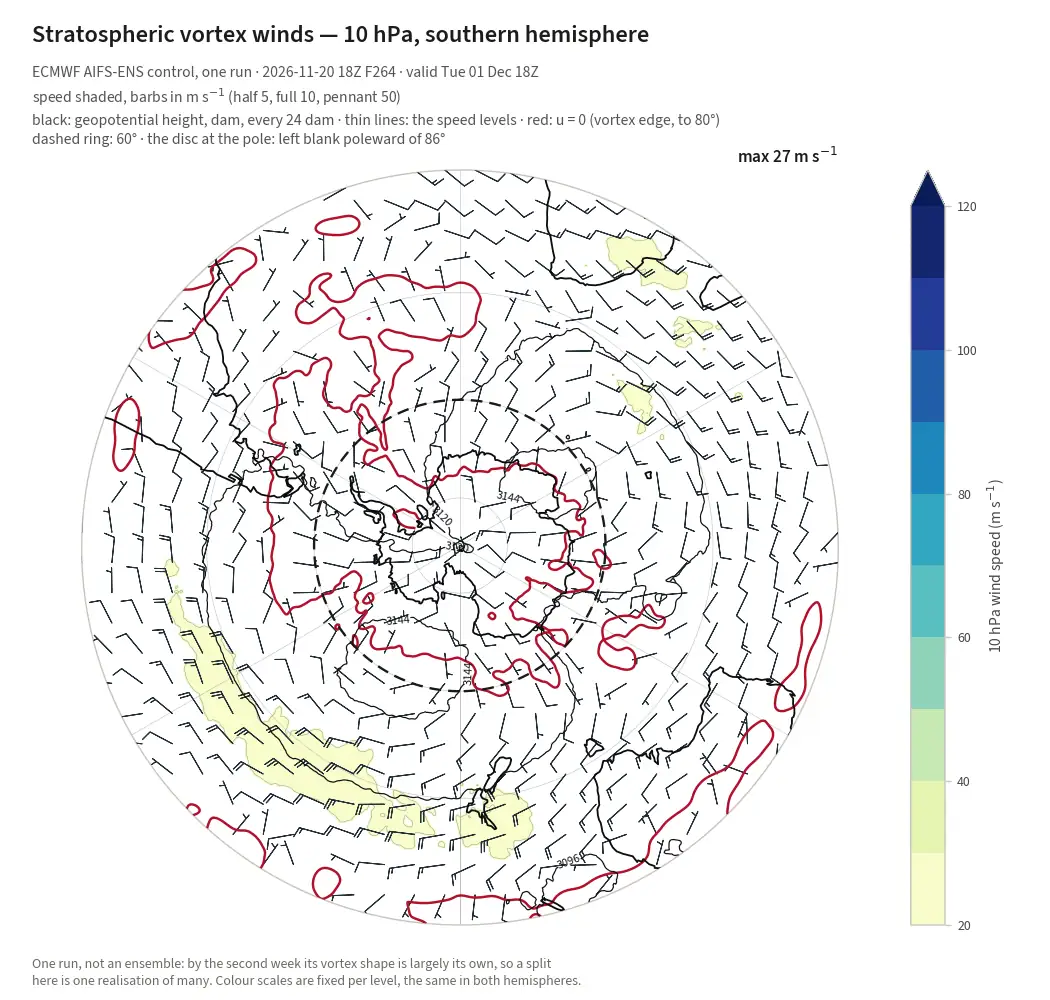 Stratospheric vortex winds — 10 hPa, southern hemisphere
ECMWF AIFS-ENS control, one run · 2026-11-20 18Z F264 · valid Tue 01 Dec 18Z
speed shaded, barbs in m s⁻¹ (half 5, full 10, pennant 50)
black: geopotential height, dam, every 24 dam · thin lines: the speed levels · red: u = 0 (vortex edge, to 80°)
dashed ring: 60° · the disc at the pole: left blank poleward of 86°
max 27 m s⁻¹
120
100
80
60
40
20
10 hPa wind speed (m s⁻¹)
3144
3120
3144
3144
3096
One run, not an ensemble: by the second week its vortex shape is largely its own, so a split
here is one realisation of many. Colour scales are fixed per level, the same in both hemispheres.